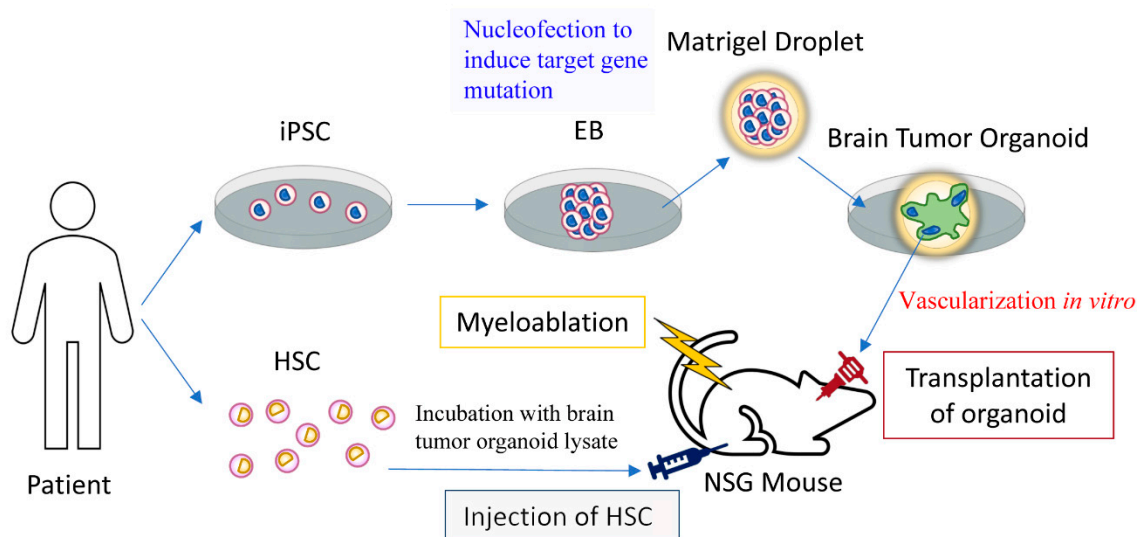 Nucleofection to
induce target gene
mutation
Matrigel Droplet
iPSC
EB
Brain Tumor Organoid
Vascularization in vitro
Myeloablation
HSC
Transplantation
of organoid
Incubation with brain
tumor organoid lysate
Patient
NSG Mouse
Injection of HSC